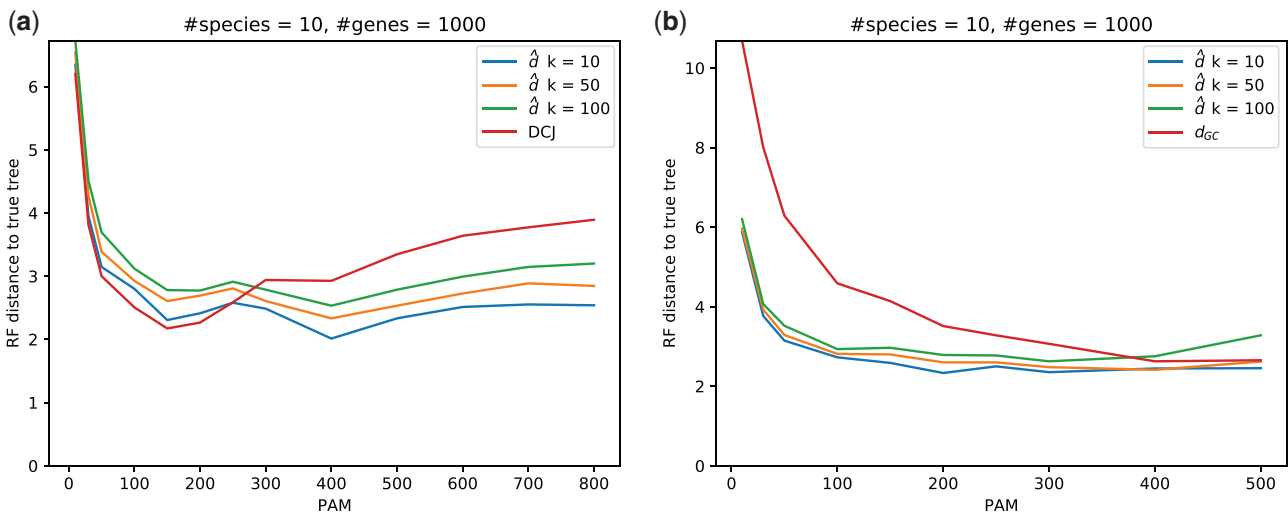 (a)
#species = 10, #genes = 1000
RF distance to true tree
6
5
4
3
2
1
0
d̂ k = 10
d̂ k = 50
d̂ k = 100
DCJ
0 100 200 300 400 500 600 700 800
PAM
(b)
#species = 10, #genes = 1000
RF distance to true tree
10
8
6
4
2
0
d̂ k = 10
d̂ k = 50
d̂ k = 100
d_GC
0 100 200 300 400 500
PAM